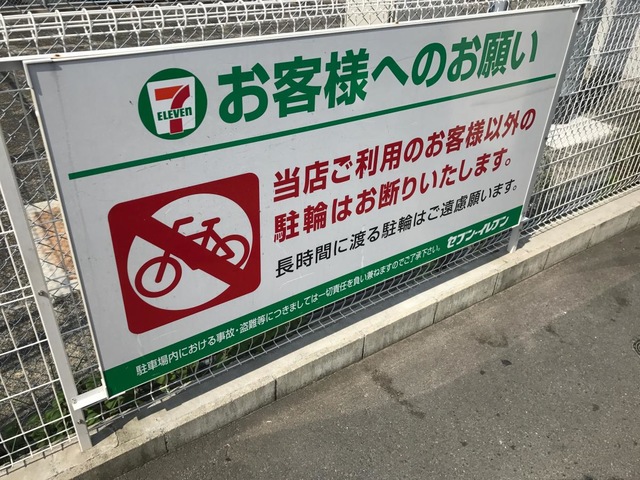 7
ELEVEN
お客様へのお願い
当店ご利用のお客様以外の
駐輪はお断りいたします。
長時間に渡る駐輪はご遠慮願います。
セブン-イレブン
駐車場内における事故・盗難等につきましては一切責任を負い兼ねますのでご了承下さい。